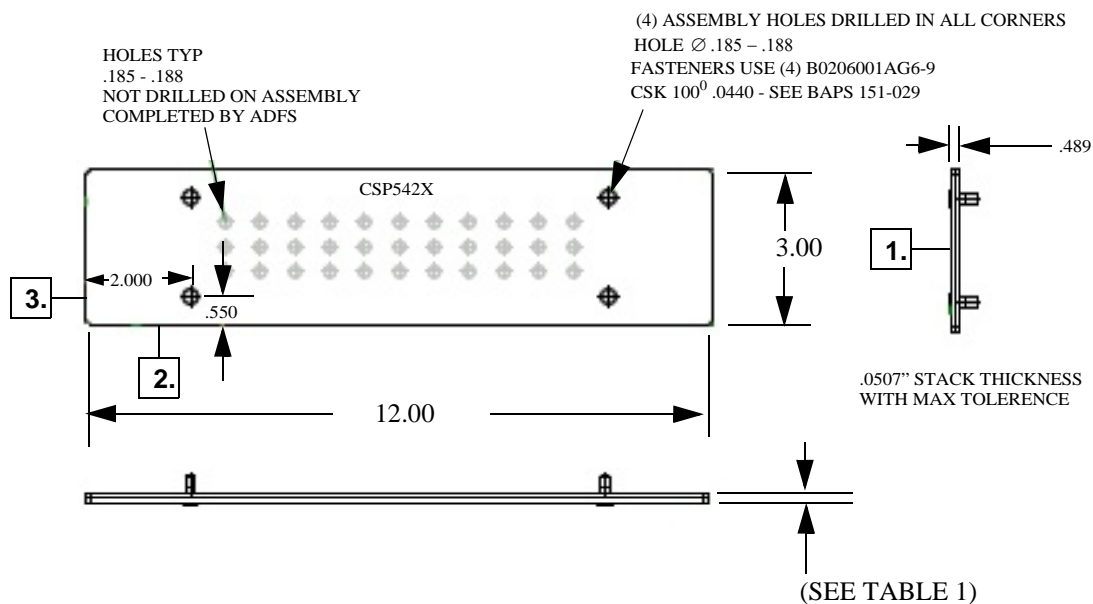 (4) ASSEMBLY HOLES DRILLED IN ALL CORNERS
HOLE ∅ .185 – .188
FASTENERS USE (4) B0206001AG6-9
CSK 100⁰ .0440 - SEE BAPS 151-029
HOLES TYP
.185 - .188
NOT DRILLED ON ASSEMBLY
COMPLETED BY ADFS
.489
CSP542X
3.00
1.
2.000
3.
.550
2.
.0507” STACK THICKNESS
WITH MAX TOLERENCE
12.00
(SEE TABLE 1)